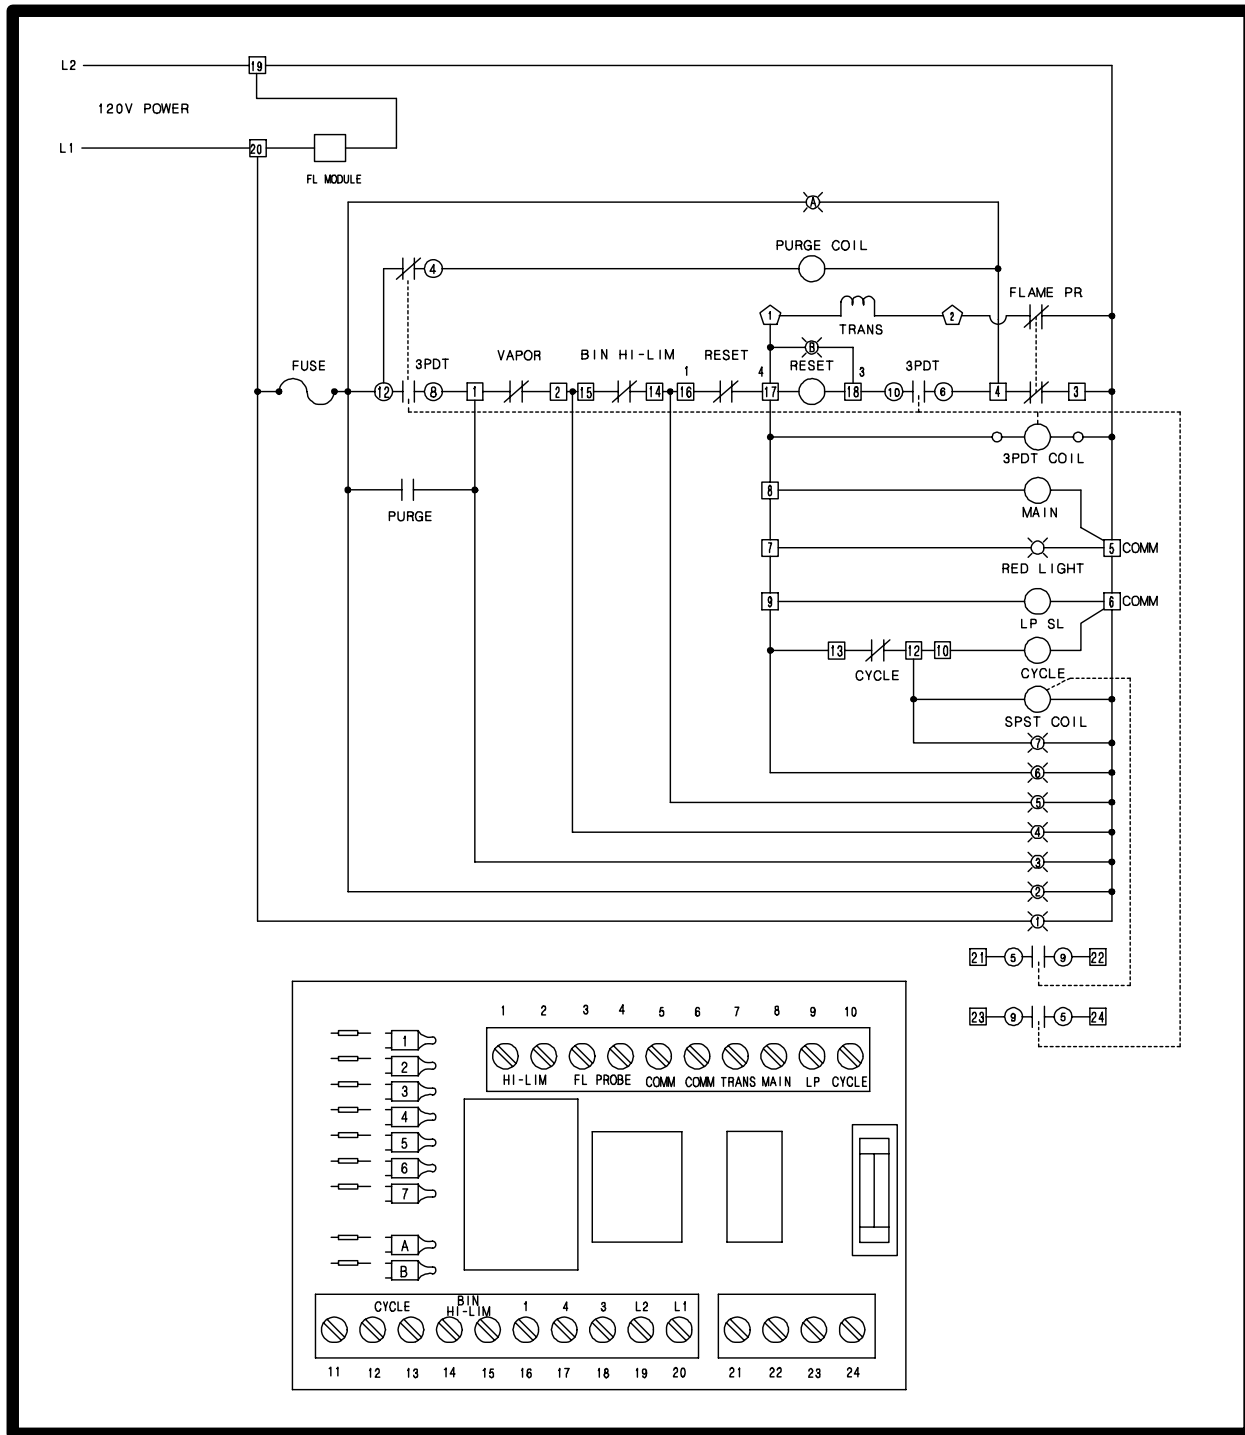 L2
19
120V POWER
L1
20
FL MODULE
A
PURGE COIL
4
FLAME PR
1
2
TRANS
B
FUSE
3PDT
VAPOR
BIN HI-LIM
RESET
RESET
3PDT
1
4
3
12
8
1
2
15
14
16
17
18
10
6
4
3
3PDT COIL
8
MAIN
PURGE
7
5
COMM
RED LIGHT
9
6
COMM
LP SL
13
12
10
CYCLE
CYCLE
SPST COIL
7
6
5
4
3
2
1
21
5
9
22
23
9
5
24
1 2 3 4 5 6 7 8 9 10
HI-LIM FL PROBE COMM COMM TRANS MAIN LP CYCLE
1
2
3
4
5
6
7
A
B
CYCLE BIN HI-LIM 1 4 3 L2 L1
11 12 13 14 15 16 17 18 19 20 21 22 23 24